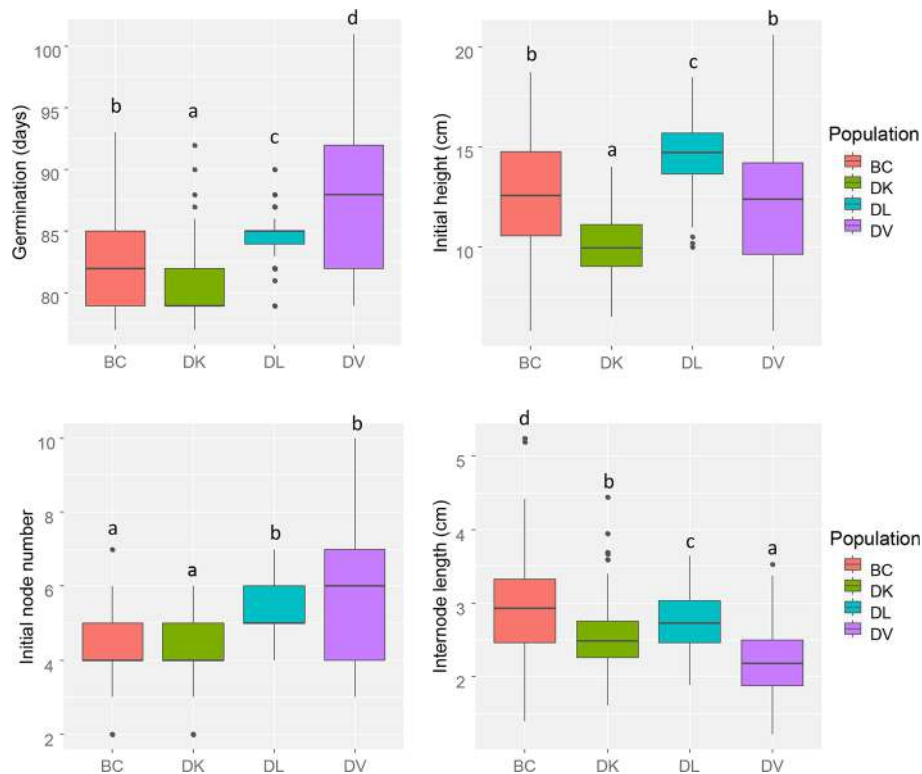 Germination (days)
100
95
90
85
80
b
a
c
d
BC
DK
DL
DV
Initial height (cm)
20
15
10
b
a
c
b
BC
DK
DL
DV
Population
BC
DK
DL
DV
Initial node number
10
8
6
4
2
a
a
b
b
BC
DK
DL
DV
Internode length (cm)
5
4
3
2
d
b
c
a
BC
DK
DL
DV
Population
BC
DK
DL
DV